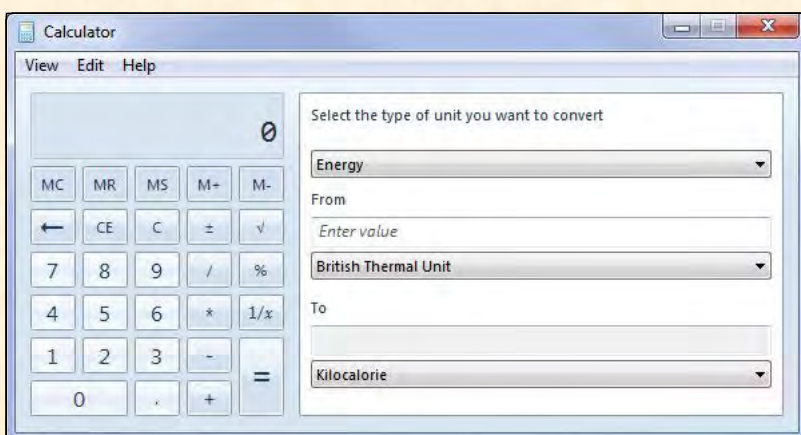 Calculator
View Edit Help
0
MC MR MS M+ M-
← CE C ± √
7 8 9 / %
4 5 6 * 1/x
1 2 3 - =
0 . +
Select the type of unit you want to convert
Energy
From
Enter value
British Thermal Unit
To
Kilocalorie